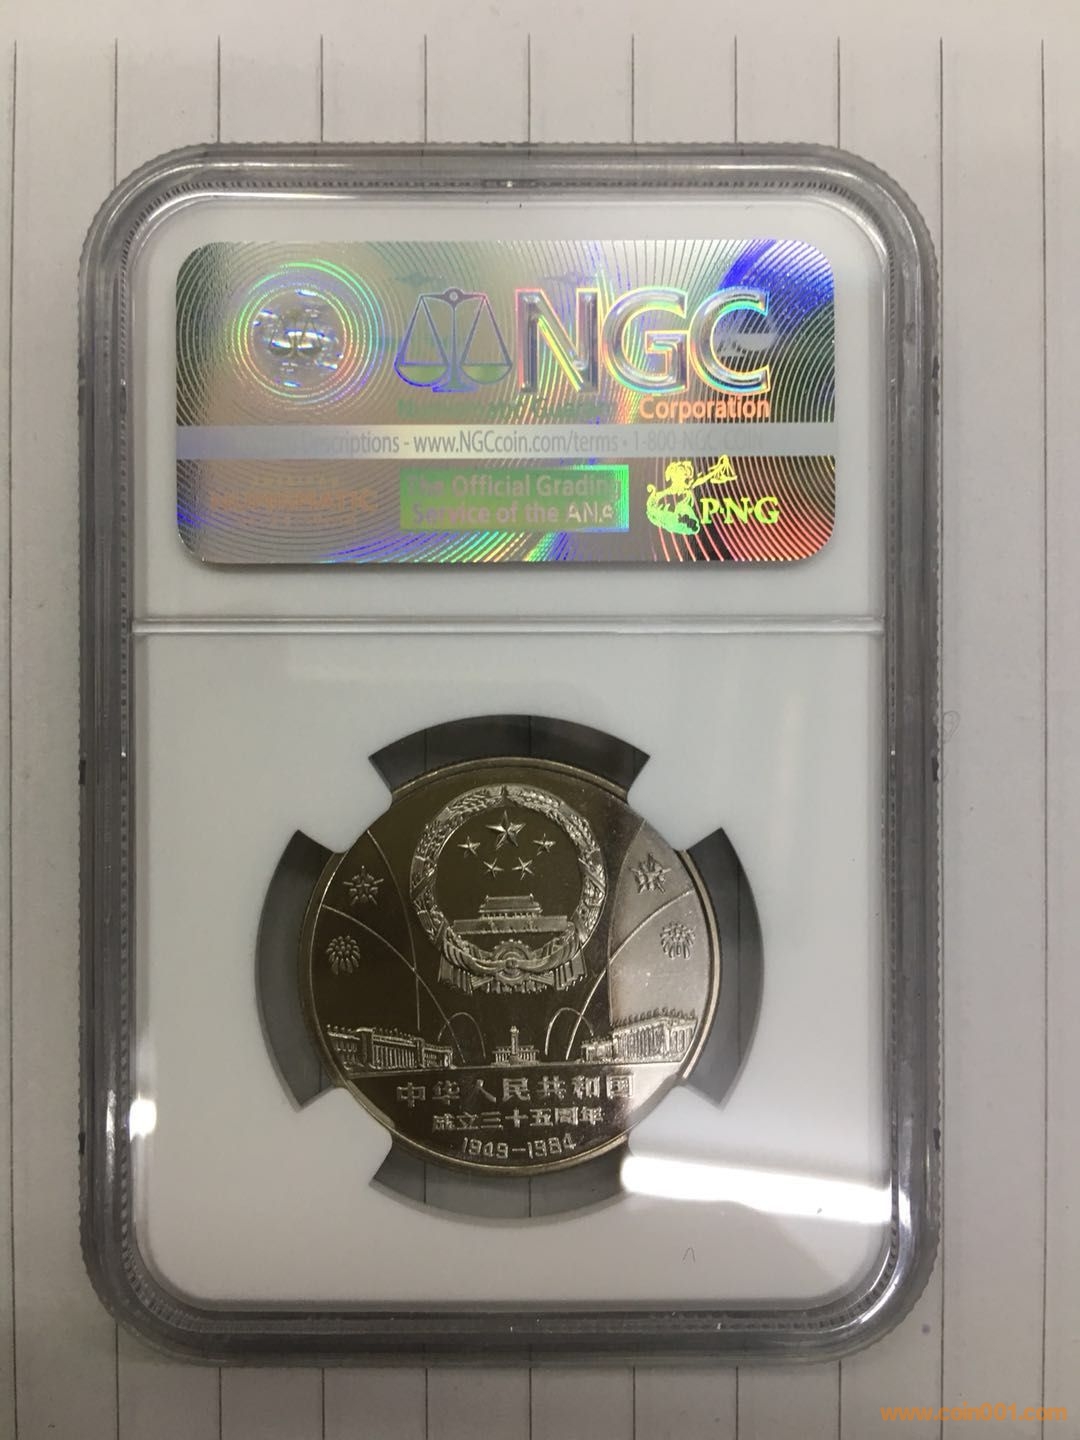 NGC
Corporation
Descriptions - www.NGCcoin.com/terms • 1-800-NGC-COIN
NUMISMATIC
The Official Grading
Service of the ANA
P·N·G
中华人民共和国
成立三十五周年
1949-1984
www.coin001.com